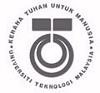 KERANA TUHAN UNTUK MANUSIA
UNIVERSITI TEKNOLOGI MALAYSIA